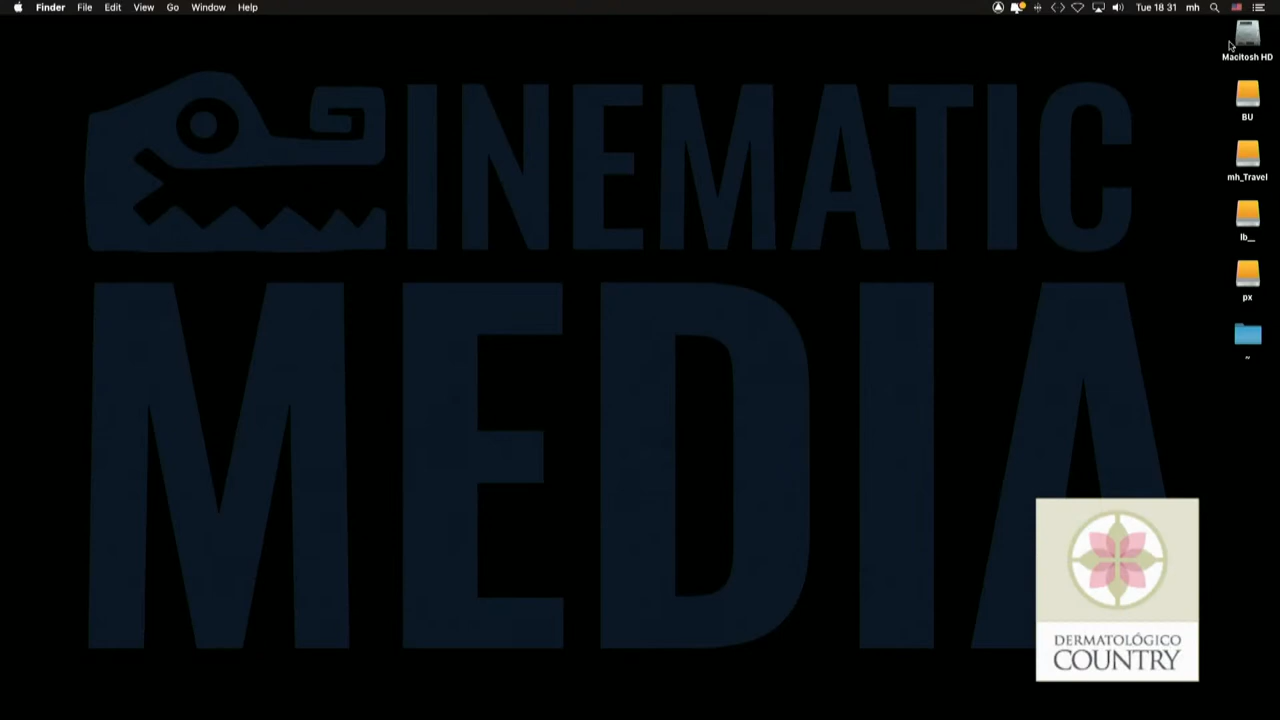 Finder File Edit View Go Window Help
Tue 18 31 mh
Macitosh HD
BU
mh_Travel
lb__
px
~
INEMATIC
MEDIA
DERMATOLÓGICO
COUNTRY